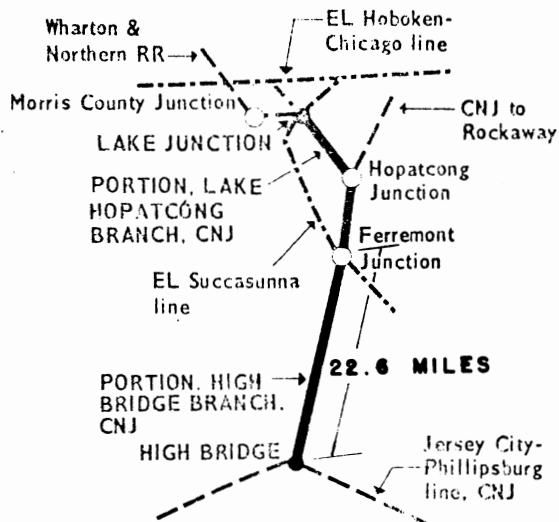 Wharton &
Northern RR
EL Hoboken-
Chicago line
Morris County Junction
CNJ to
Rockaway
LAKE JUNCTION
PORTION, LAKE
HOPATCONG
BRANCH, CNJ
Hopatcong
Junction
Ferremont
Junction
EL Succasunna
line
22.6 MILES
PORTION, HIGH
BRIDGE BRANCH,
CNJ
HIGH BRIDGE
Jersey City-
Phillipsburg
line, CNJ